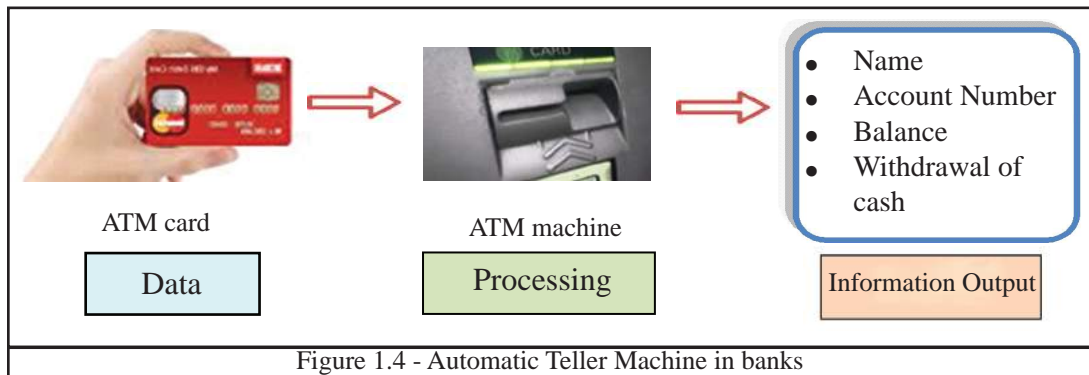 CARD
ATM card
Data
ATM machine
Processing
● Name
● Account Number
● Balance
● Withdrawal of
cash
Information Output
Figure 1.4 - Automatic Teller Machine in banks